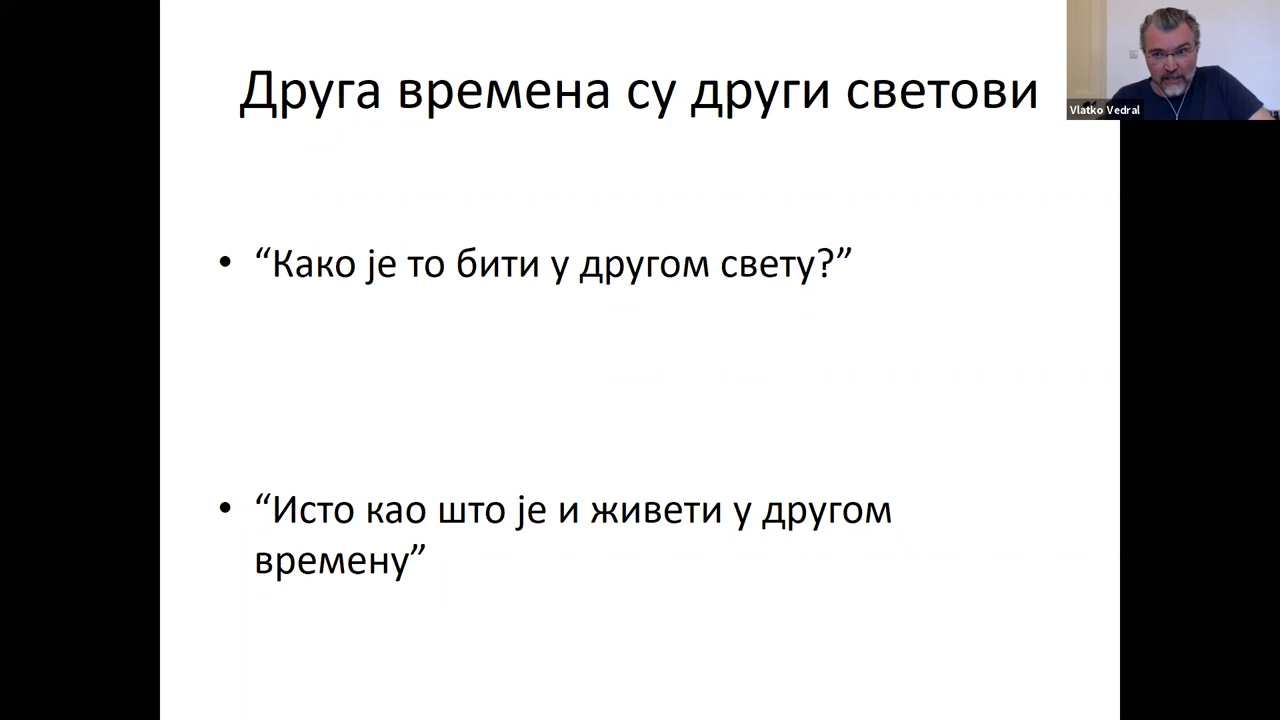 Друга времена су други светови
Vlatko Vedral
• “Како је то бити у другом свету?”
• “Исто као што је и живети у другом
времену”